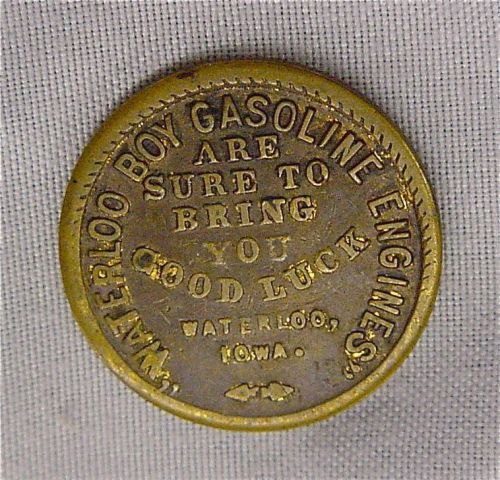 "WATERLOO BOY GASOLINE ENGINES"
ARE
SURE TO
BRING
YOU
GOOD LUCK
WATERLOO,
IOWA.